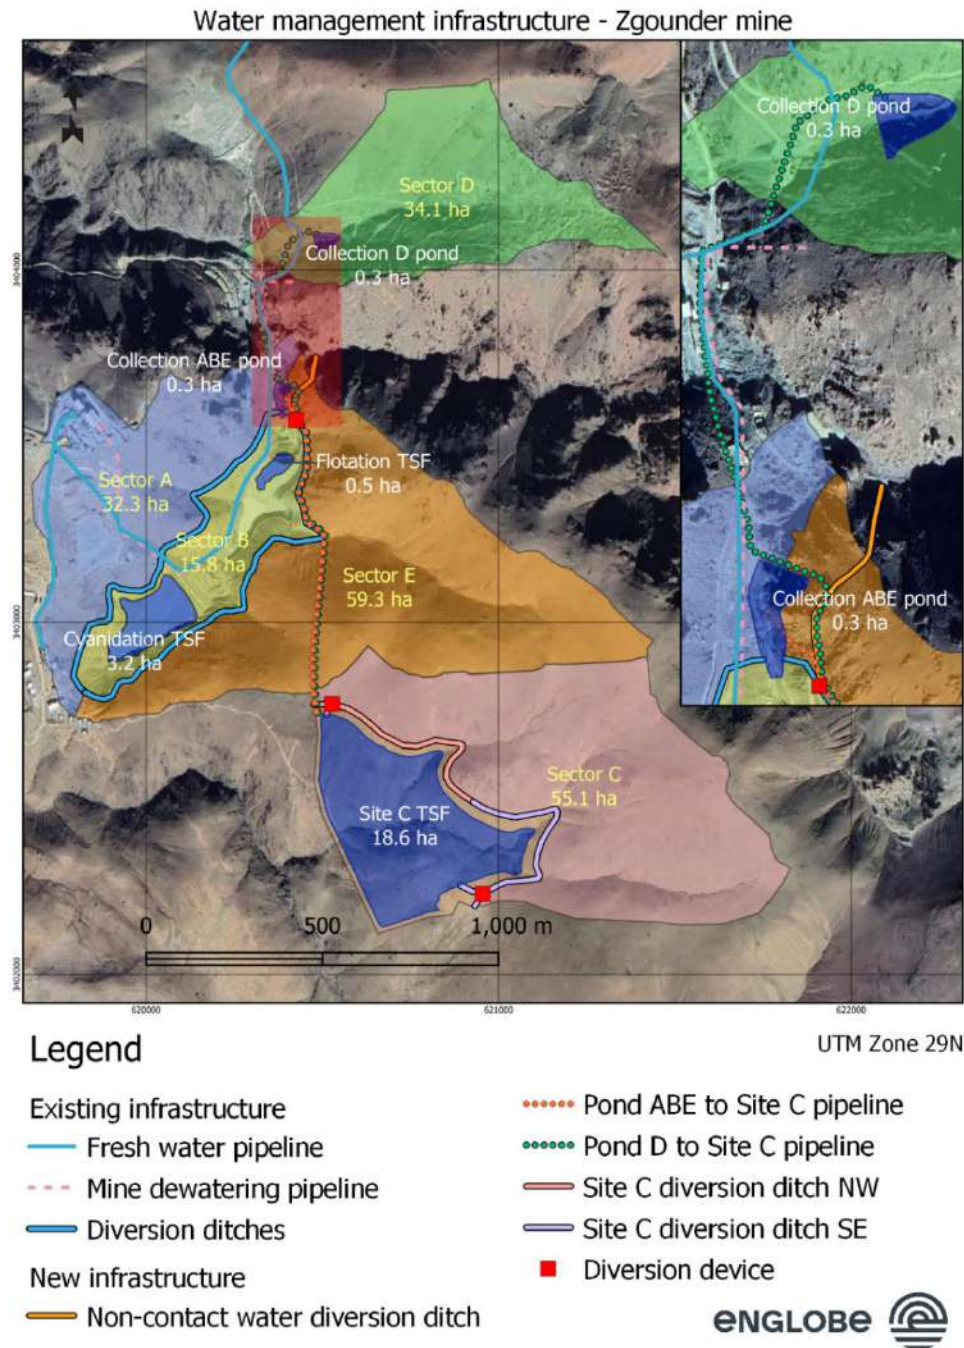 Water management infrastructure - Zgounder mine
Collection D pond
0.3 ha
Sector D
34.1 ha
Collection D pond
0.3 ha
3404000
Collection ABE pond
0.3 ha
Flotation TSF
0.5 ha
Sector A
32.3 ha
Sector B
15.8 ha
Sector E
59.3 ha
Collection ABE pond
0.3 ha
3403000
Cyanidation TSF
3.2 ha
Sector C
55.1 ha
Site C TSF
18.6 ha
0 500 1,000 m
3402000
620000 621000 622000
Legend
UTM Zone 29N
Existing infrastructure
Fresh water pipeline
Mine dewatering pipeline
Diversion ditches
New infrastructure
Non-contact water diversion ditch
Pond ABE to Site C pipeline
Pond D to Site C pipeline
Site C diversion ditch NW
Site C diversion ditch SE
Diversion device
ENGLOBE